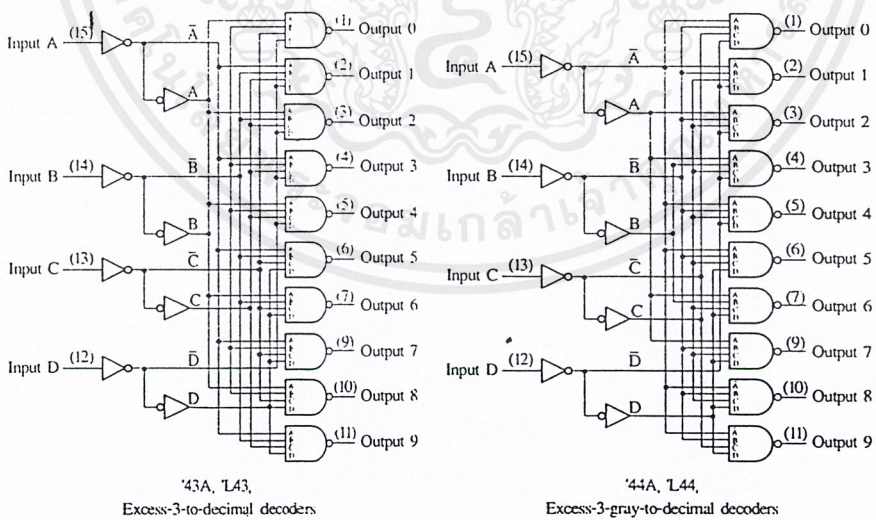 Input A (15) Ā A
Input B (14) B̄ B
Input C (13) C̄ C
Input D (12) D̄ D
(1) Output 0
(2) Output 1
(3) Output 2
(4) Output 3
(5) Output 4
(6) Output 5
(7) Output 6
(9) Output 7
(10) Output 8
(11) Output 9
'43A, 'L43,
Excess-3-to-decimal decoders
Input A (15) Ā A
Input B (14) B̄ B
Input C (13) C̄ C
Input D (12) D̄ D
(1) Output 0
(2) Output 1
(3) Output 2
(4) Output 3
(5) Output 4
(6) Output 5
(7) Output 6
(9) Output 7
(10) Output 8
(11) Output 9
'44A, 'L44,
Excess-3-gray-to-decimal decoders